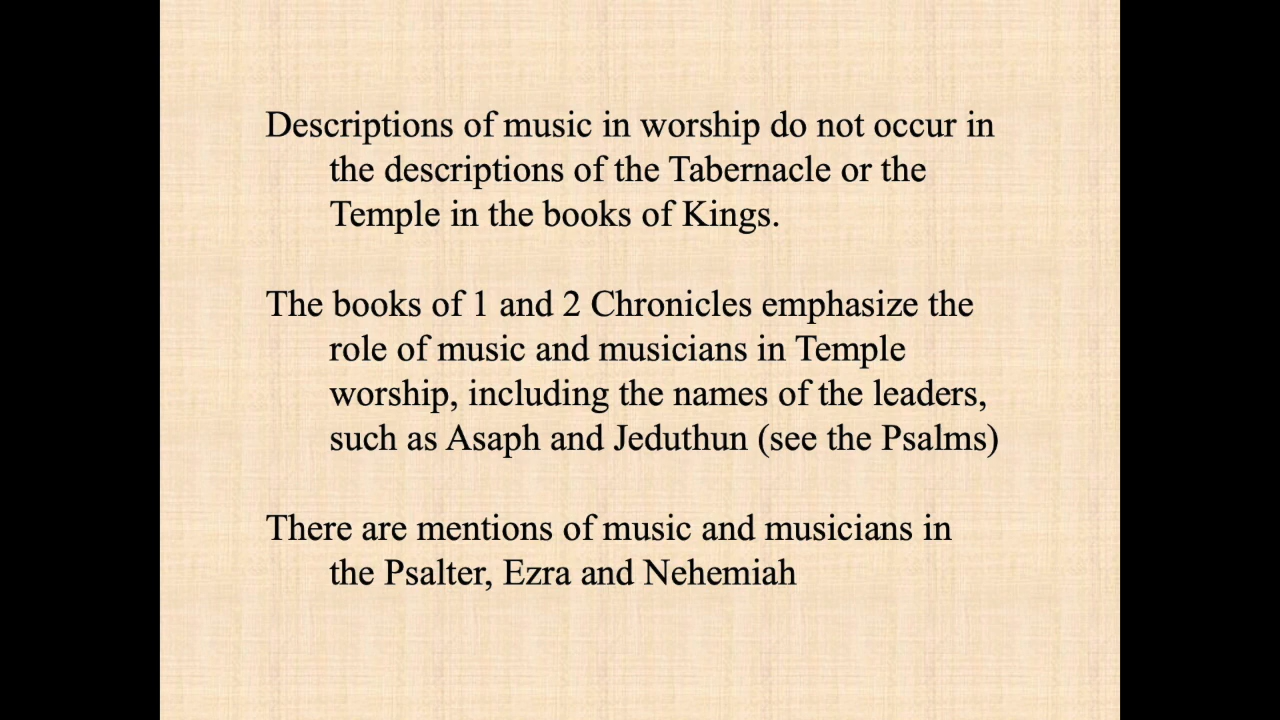 Descriptions of music in worship do not occur in
the descriptions of the Tabernacle or the
Temple in the books of Kings.
The books of 1 and 2 Chronicles emphasize the
role of music and musicians in Temple
worship, including the names of the leaders,
such as Asaph and Jeduthun (see the Psalms)
There are mentions of music and musicians in
the Psalter, Ezra and Nehemiah